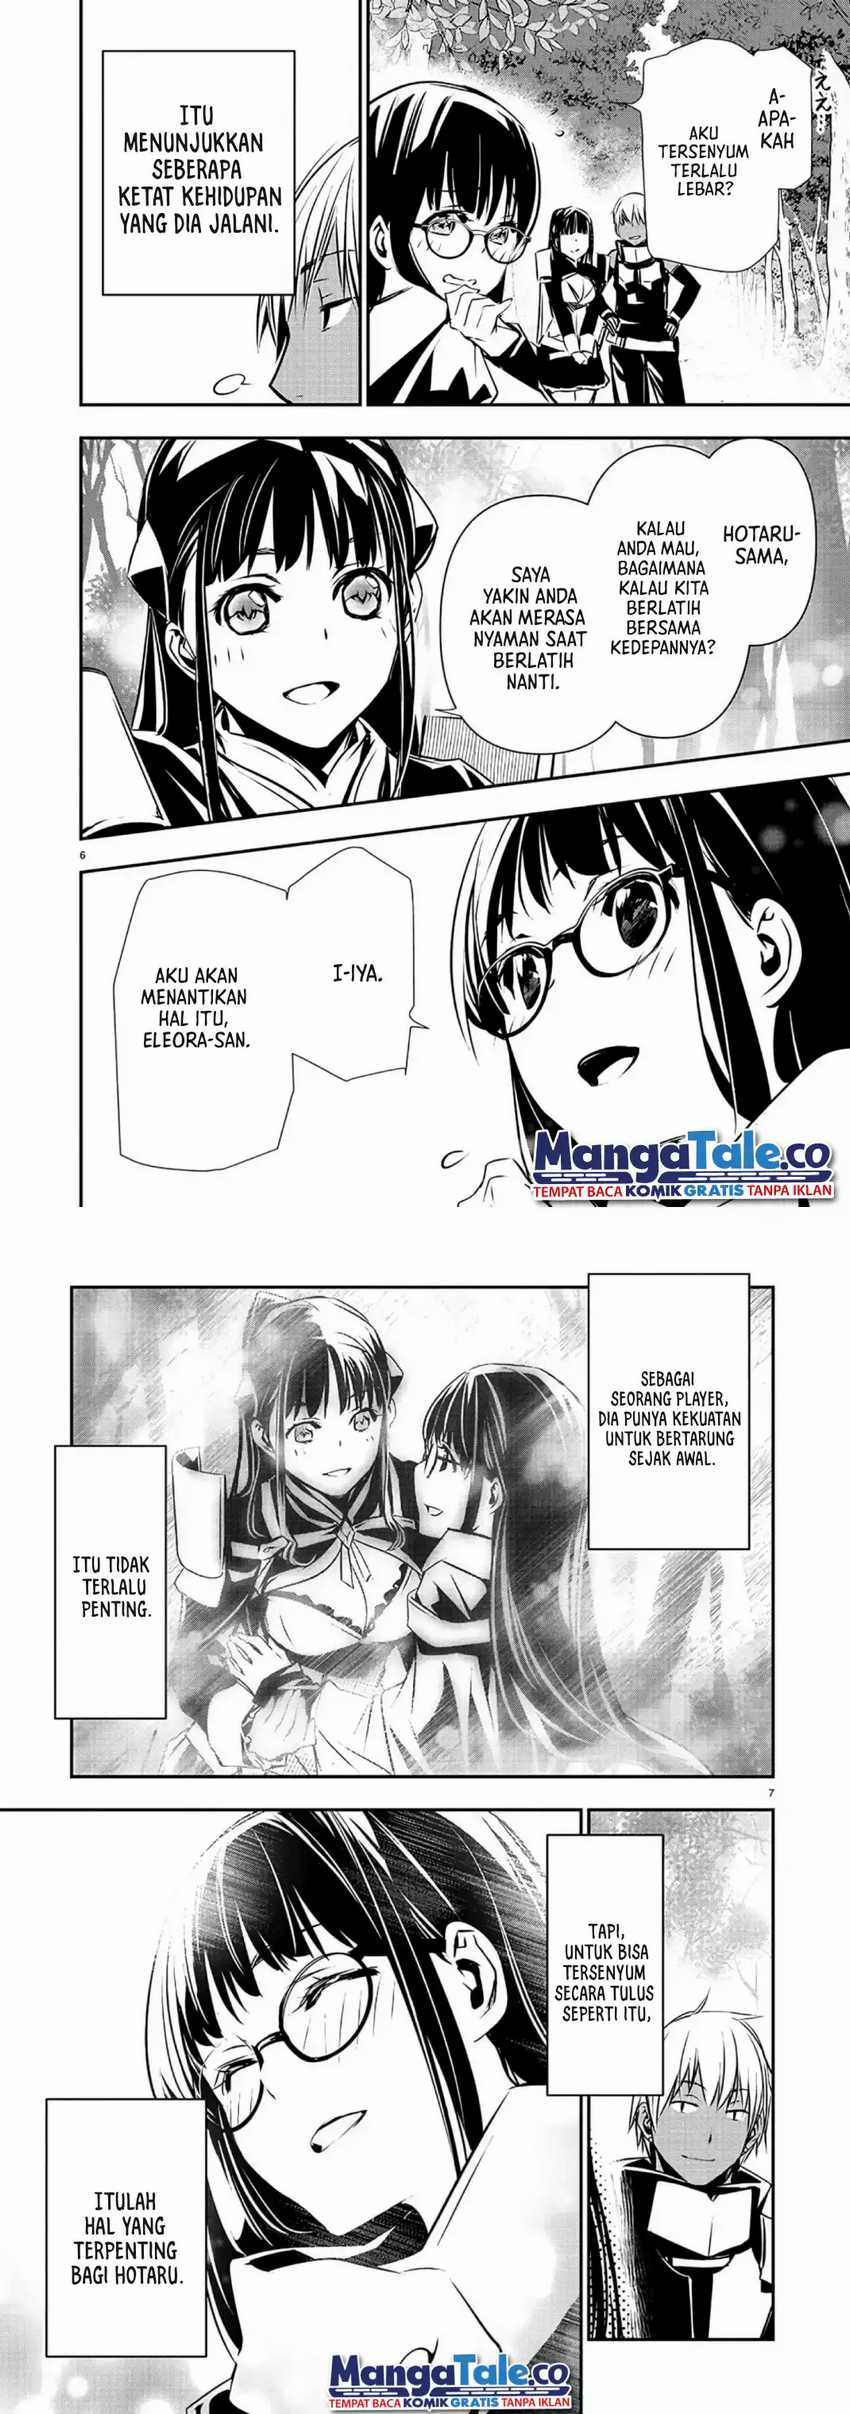 A-
APA-
KAH
AKU
TERSENYUM
TERLALU
LEBAR?
ええ…
ITU
MENUNJUKKAN
SEBERAPA
KETAT KEHIDUPAN
YANG DIA JALANI.
HOTARU-
SAMA,
KALAU
ANDA MAU,
BAGAIMANA
KALAU KITA
BERLATIH
BERSAMA
KEDEPANNYA?
SAYA
YAKIN ANDA
AKAN MERASA
NYAMAN SAAT
BERLATIH
NANTI.
6
I-IYA.
AKU AKAN
MENANTIKAN
HAL ITU,
ELEORA-SAN.
MangaTale.co
TEMPAT BACA KOMIK GRATIS TANPA IKLAN
SEBAGAI
SEORANG PLAYER,
DIA PUNYA KEKUATAN
UNTUK BERTARUNG
SEJAK AWAL.
ITU TIDAK
TERLALU
PENTING.
7
TAPI,
UNTUK BISA
TERSENYUM
SECARA TULUS
SEPERTI ITU,
ITULAH
HAL YANG
TERPENTING
BAGI HOTARU.
MangaTale.co
TEMPAT BACA KOMIK GRATIS TANPA IKLAN